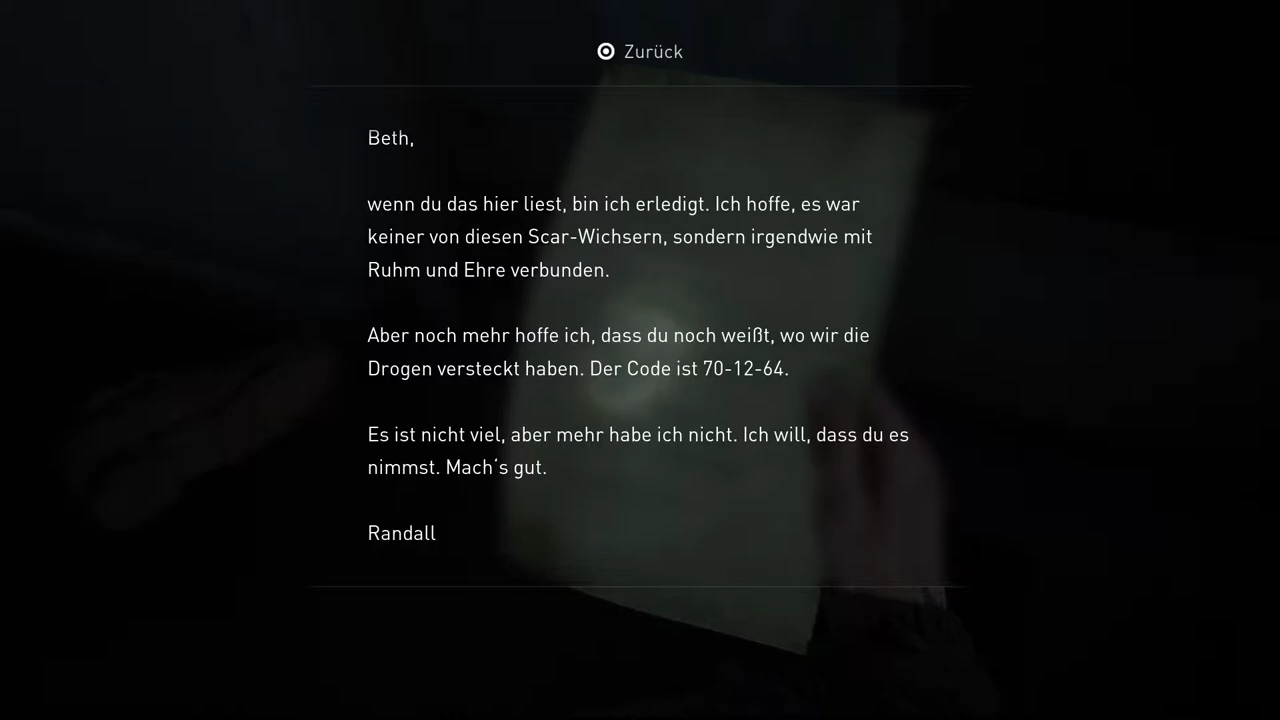 Zurück
Beth,
wenn du das hier liest, bin ich erledigt. Ich hoffe, es war
keiner von diesen Scar-Wichsern, sondern irgendwie mit
Ruhm und Ehre verbunden.
Aber noch mehr hoffe ich, dass du noch weißt, wo wir die
Drogen versteckt haben. Der Code ist 70-12-64.
Es ist nicht viel, aber mehr habe ich nicht. Ich will, dass du es
nimmst. Mach‘s gut.
Randall